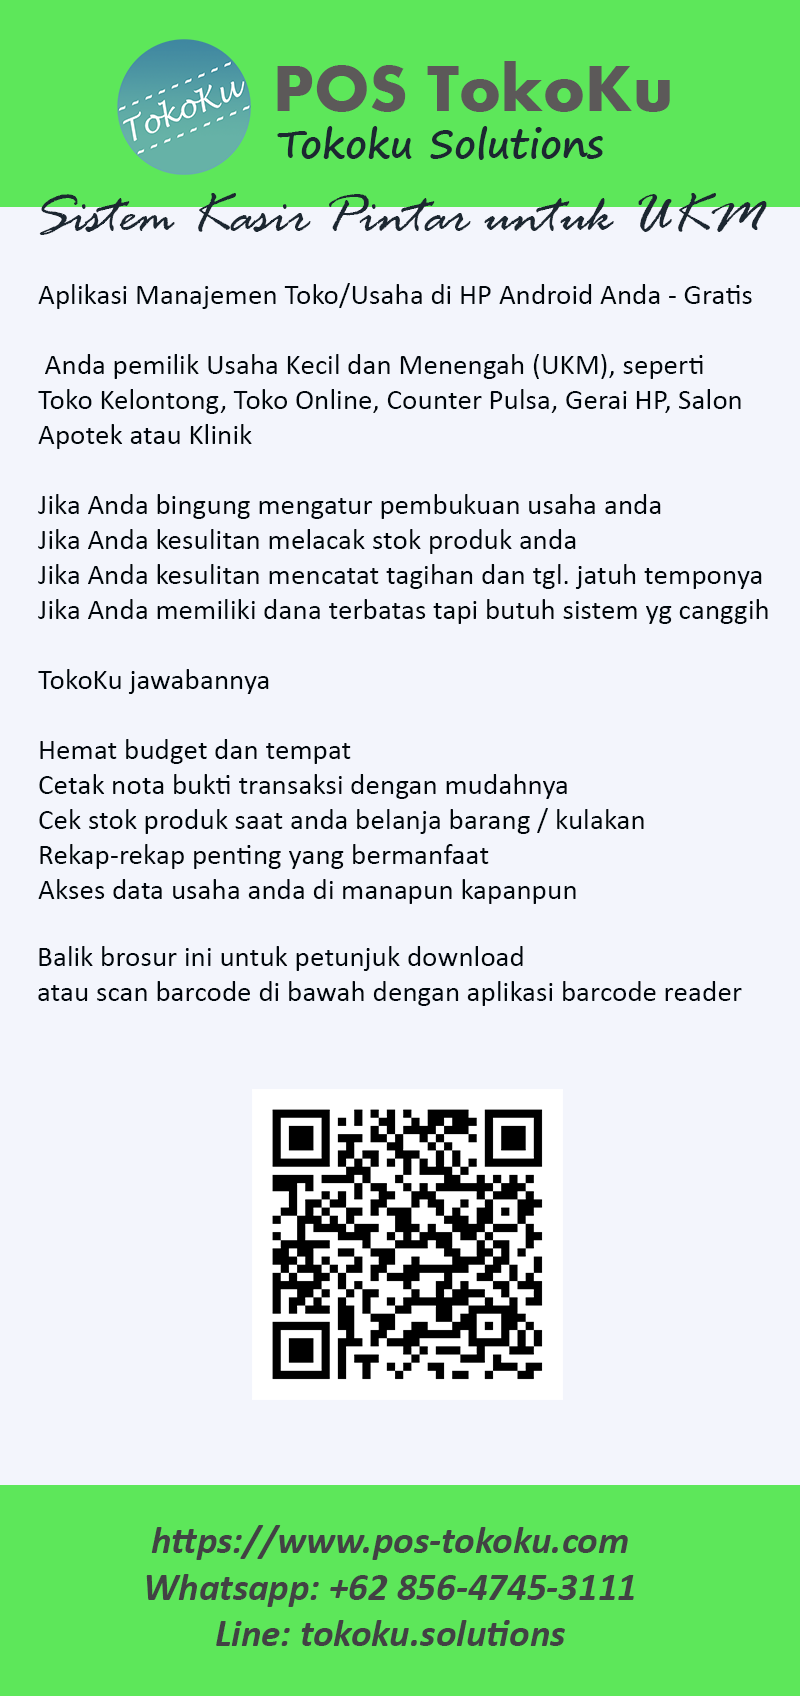 TokoKu
POS TokoKu
Tokoku Solutions
Sistem Kasir Pintar untuk UKM
Aplikasi Manajemen Toko/Usaha di HP Android Anda - Gratis
Anda pemilik Usaha Kecil dan Menengah (UKM), seperti
Toko Kelontong, Toko Online, Counter Pulsa, Gerai HP, Salon
Apotek atau Klinik
Jika Anda bingung mengatur pembukuan usaha anda
Jika Anda kesulitan melacak stok produk anda
Jika Anda kesulitan mencatat tagihan dan tgl. jatuh temponya
Jika Anda memiliki dana terbatas tapi butuh sistem yg canggih
TokoKu jawabannya
Hemat budget dan tempat
Cetak nota bukti transaksi dengan mudahnya
Cek stok produk saat anda belanja barang / kulakan
Rekap-rekap penting yang bermanfaat
Akses data usaha anda di manapun kapanpun
Balik brosur ini untuk petunjuk download
atau scan barcode di bawah dengan aplikasi barcode reader
https://www.pos-tokoku.com
Whatsapp: +62 856-4745-3111
Line: tokoku.solutions